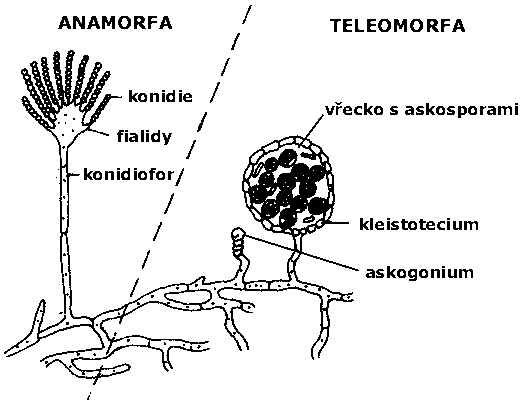 ANAMORFA
TELEOMORFA
konidie
fialidy
konidiofor
vřecko s askosporami
kleistotecium
askogonium